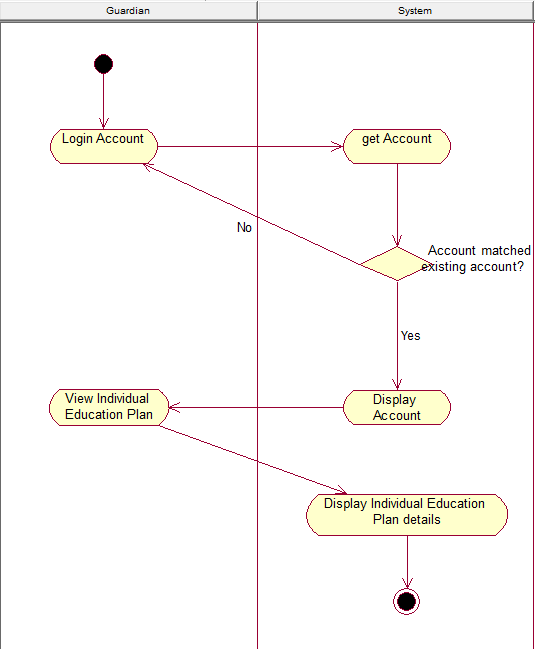 Guardian
System
Login Account
get Account
No
Account matched
existing account?
Yes
View Individual
Education Plan
Display
Account
Display Individual Education
Plan details